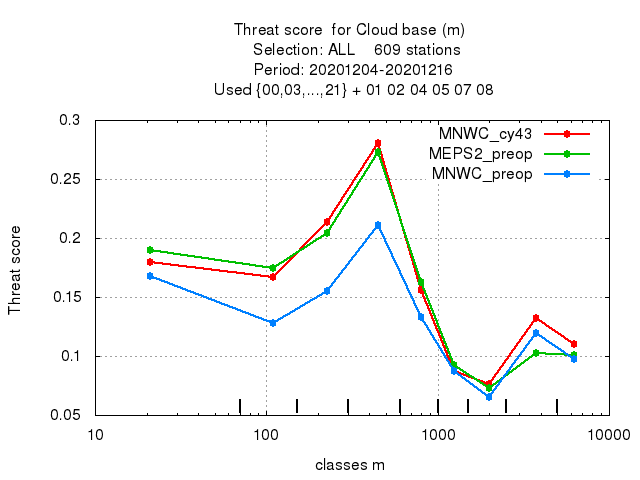 Threat score  for Cloud base (m)
Selection: ALL    609 stations
Period: 20201204-20201216
Used {00,03,...,21} + 01 02 04 05 07 08
MNWC_cy43
MEPS2_preop
MNWC_preop
Threat score
0.3
0.25
0.2
0.15
0.1
0.05
10 100 1000 10000
classes m